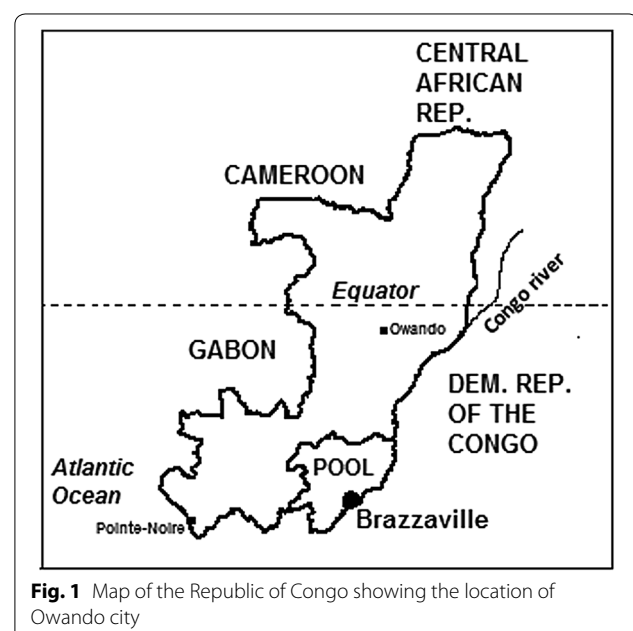 CENTRAL
AFRICAN
REP.
CAMEROON
Equator
Congo river
Owando
GABON
DEM. REP.
OF THE
CONGO
POOL
Atlantic
Ocean
Pointe-Noire
Brazzaville
Fig. 1 Map of the Republic of Congo showing the location of
Owando city